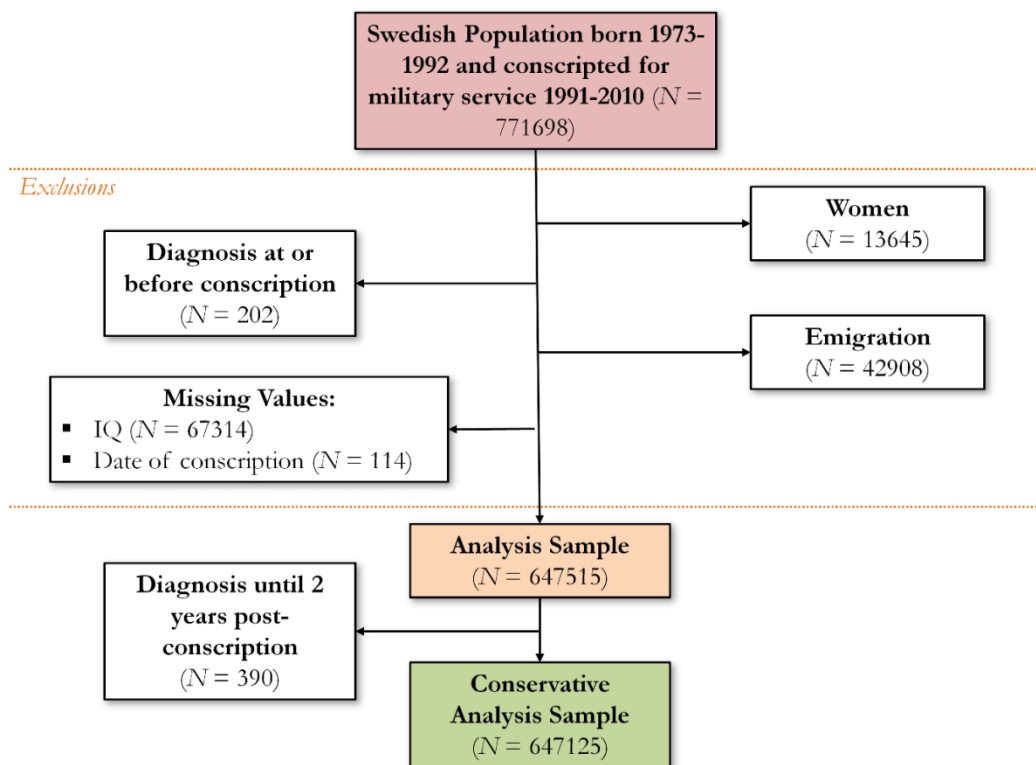 Swedish Population born 1973-
1992 and conscripted for
military service 1991-2010 (N =
771698)
Exclusions
Women
(N = 13645)
Diagnosis at or
before conscription
(N = 202)
Emigration
(N = 42908)
Missing Values:
▪ IQ (N = 67314)
▪ Date of conscription (N = 114)
Analysis Sample
(N = 647515)
Diagnosis until 2
years post-
conscription
(N = 390)
Conservative
Analysis Sample
(N = 647125)